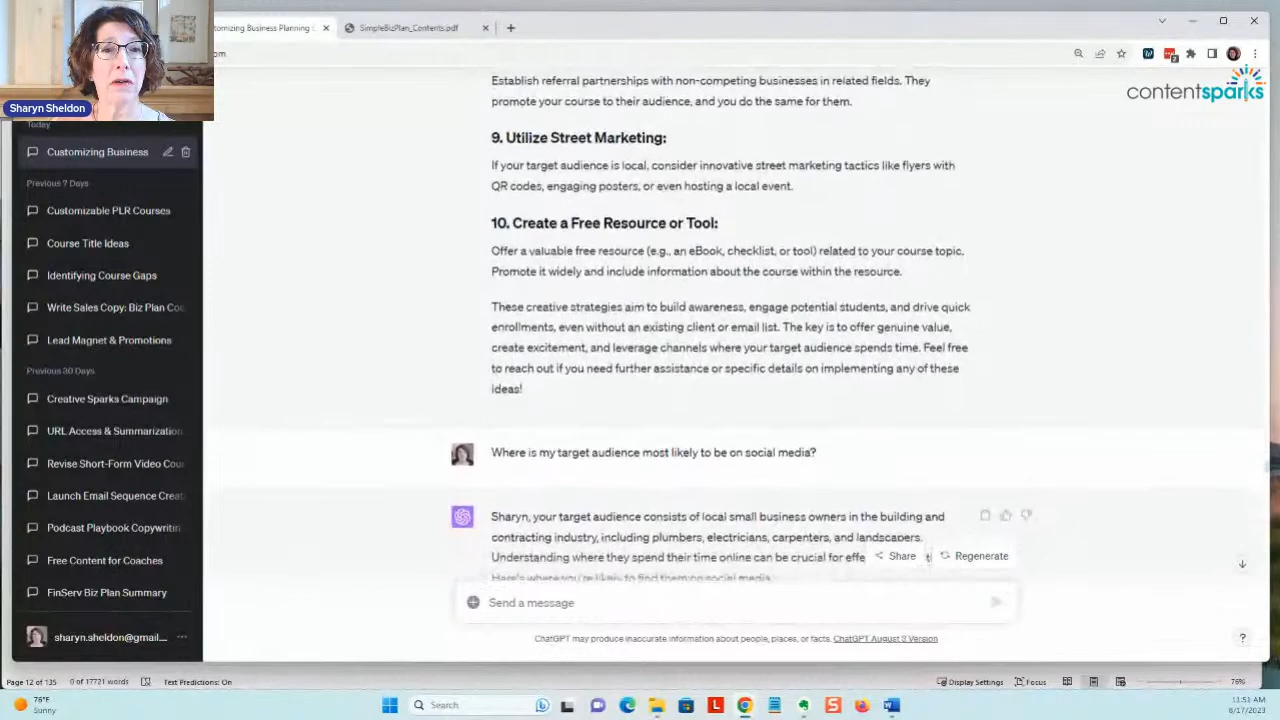 Sharyn Sheldon
contentsparks
ustomizing Business Planning
SimpleBizPlan_Contents.pdf
om
Today
Customizing Business
Previous 7 Days
Customizable PLR Courses
Course Title Ideas
Identifying Course Gaps
Write Sales Copy: Biz Plan Cou
Lead Magnet & Promotions
Previous 30 Days
Creative Sparks Campaign
URL Access & Summarization
Revise Short-Form Video Cour
Launch Email Sequence Creat
Podcast Playbook Copywritin
Free Content for Coaches
FinServ Biz Plan Summary
sharyn.sheldon@gmail...
Establish referral partnerships with non-competing businesses in related fields. They
promote your course to their audience, and you do the same for them.
9. Utilize Street Marketing:
If your target audience is local, consider innovative street marketing tactics like flyers with
QR codes, engaging posters, or even hosting a local event.
10. Create a Free Resource or Tool:
Offer a valuable free resource (e.g., an eBook, checklist, or tool) related to your course topic.
Promote it widely and include information about the course within the resource.
These creative strategies aim to build awareness, engage potential students, and drive quick
enrollments, even without an existing client or email list. The key is to offer genuine value,
create excitement, and leverage channels where your target audience spends time. Feel free
to reach out if you need further assistance or specific details on implementing any of these
ideas!
Where is my target audience most likely to be on social media?
Sharyn, your target audience consists of local small business owners in the building and
contracting industry, including plumbers, electricians, carpenters, and landscapers.
Understanding where they spend their time online can be crucial for effe
Share
Regenerate
Here's where you're likely to find them on social media.
Send a message
ChatGPT may produce inaccurate information about people, places, or facts. ChatGPT August 3 Version
?
Page 12 of 135
0 of 17721 words
Text Predictions: On
Display Settings
Focus
76%
76°F
Sunny
Search
11:51 AM
8/17/2023